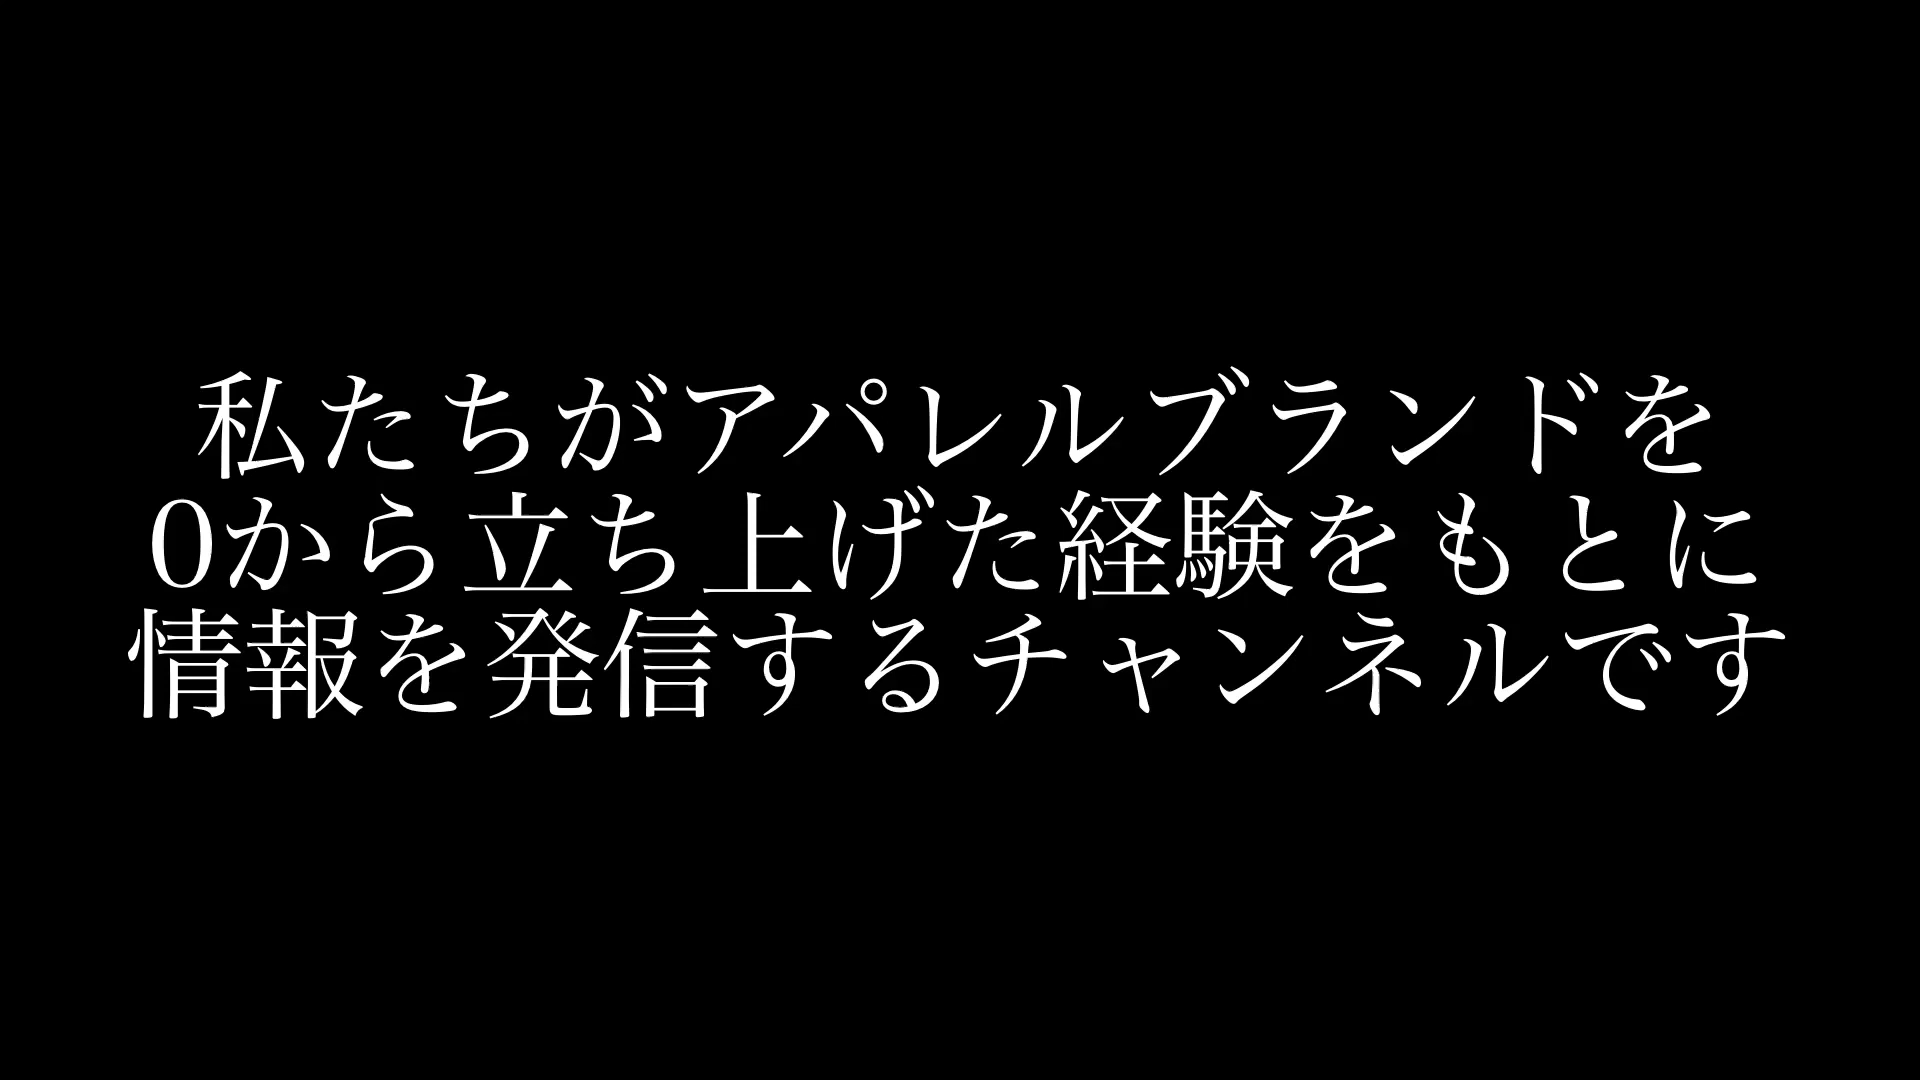 私たちがアパレルブランドを
0から立ち上げた経験をもとに
情報を発信するチャンネルです